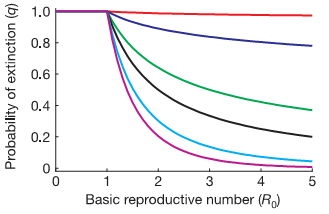 Probability of extinction (q)
1.0
0.8
0.6
0.4
0.2
0
0 1 2 3 4 5
Basic reproductive number (R₀)